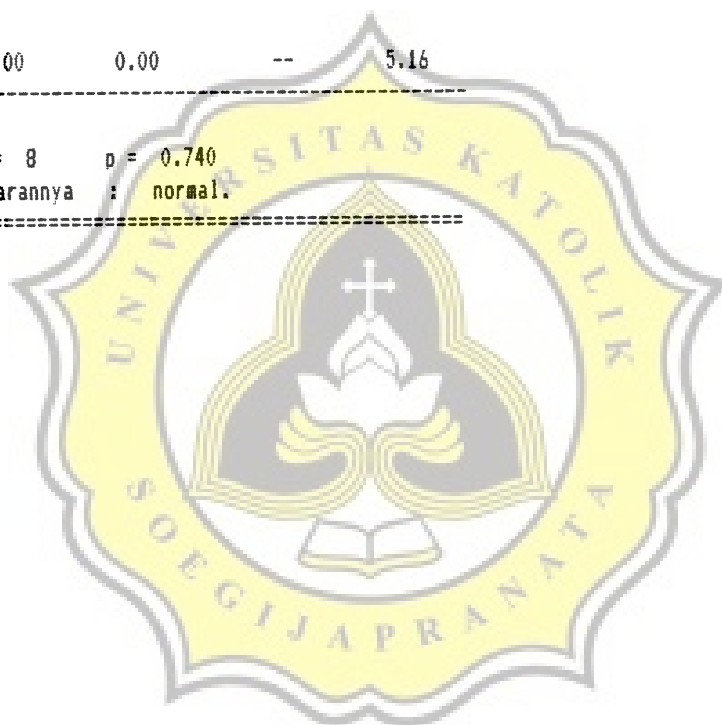 00 0.00 -- 5.16
--------------------------------------------------
= 8 p = 0.740
arannya : normal.
==================================================
UNIVERSITAS KATOLIK
SOEGIJAPRANATA